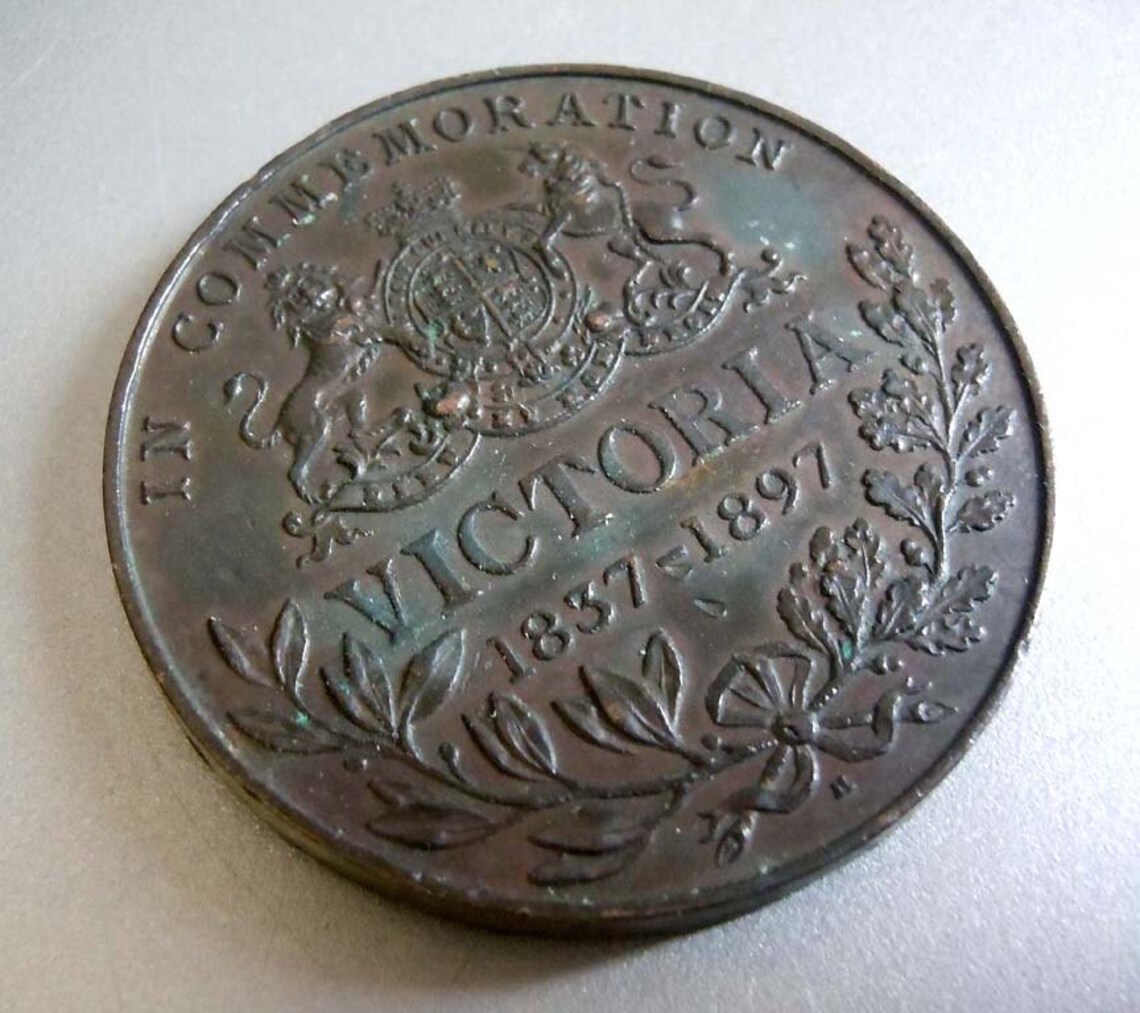 IN COMMEMORATION
VICTORIA
1837-1897